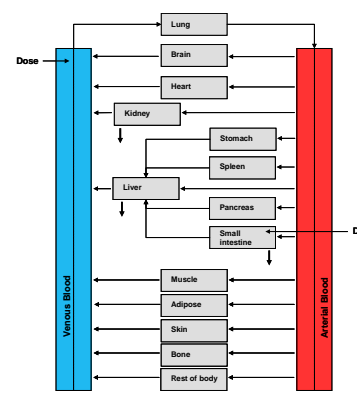 Lung
Brain
Dose
Heart
Kidney
Stomach
Spleen
Liver
Pancreas
Small
intestine
D
Muscle
Adipose
Skin
Bone
Rest of body
Venous Blood
Arterial Blood